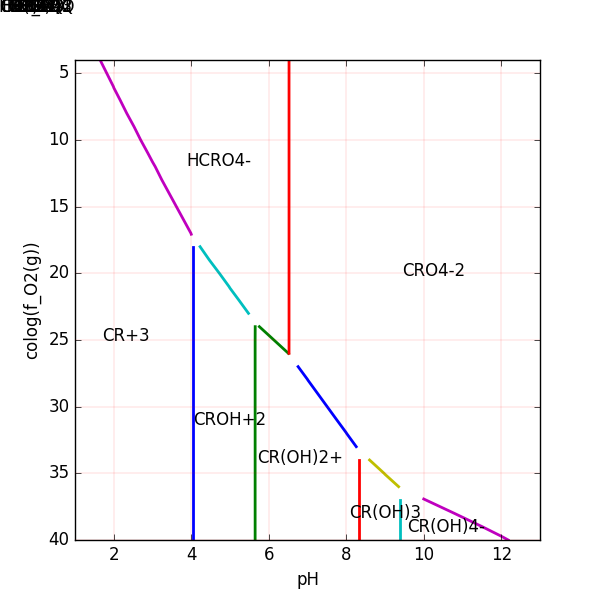 5
10
HCRO4-
15
20
CRO4-2
colog(f_O2(g))
25
CR+3
30
CROH+2
CR(OH)2+
35
CR(OH)3
CR(OH)4-
40
2
4
6
8
10
12
pH